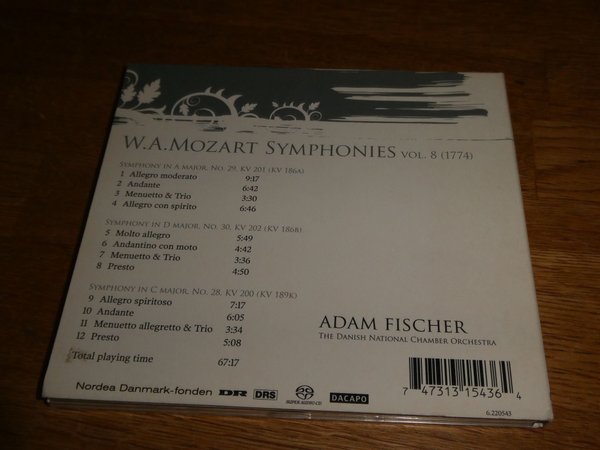 W.A.Mozart Symphonies vol. 8 (1774)
Symphony in A major, No. 29, KV 201 (KV 186A)
1 Allegro moderato 9:17
2 Andante 6:42
3 Menuetto & Trio 3:30
4 Allegro con spirito 6:46
Symphony in D major, No. 30, KV 202 (KV 186B)
5 Molto allegro 5:49
6 Andantino con moto 4:42
7 Menuetto & Trio 3:36
8 Presto 4:50
Symphony in C major, No. 28, KV 200 (KV 189K)
9 Allegro spiritoso 7:17
10 Andante 6:05
11 Menuetto allegretto & Trio 3:34
12 Presto 5:08
Total playing time 67:17
ADAM FISCHER
The Danish National Chamber Orchestra
Nordea Danmark-fonden DR DRS SUPER AUDIO CD DACAPO
7 47313 15436 4
6.220543